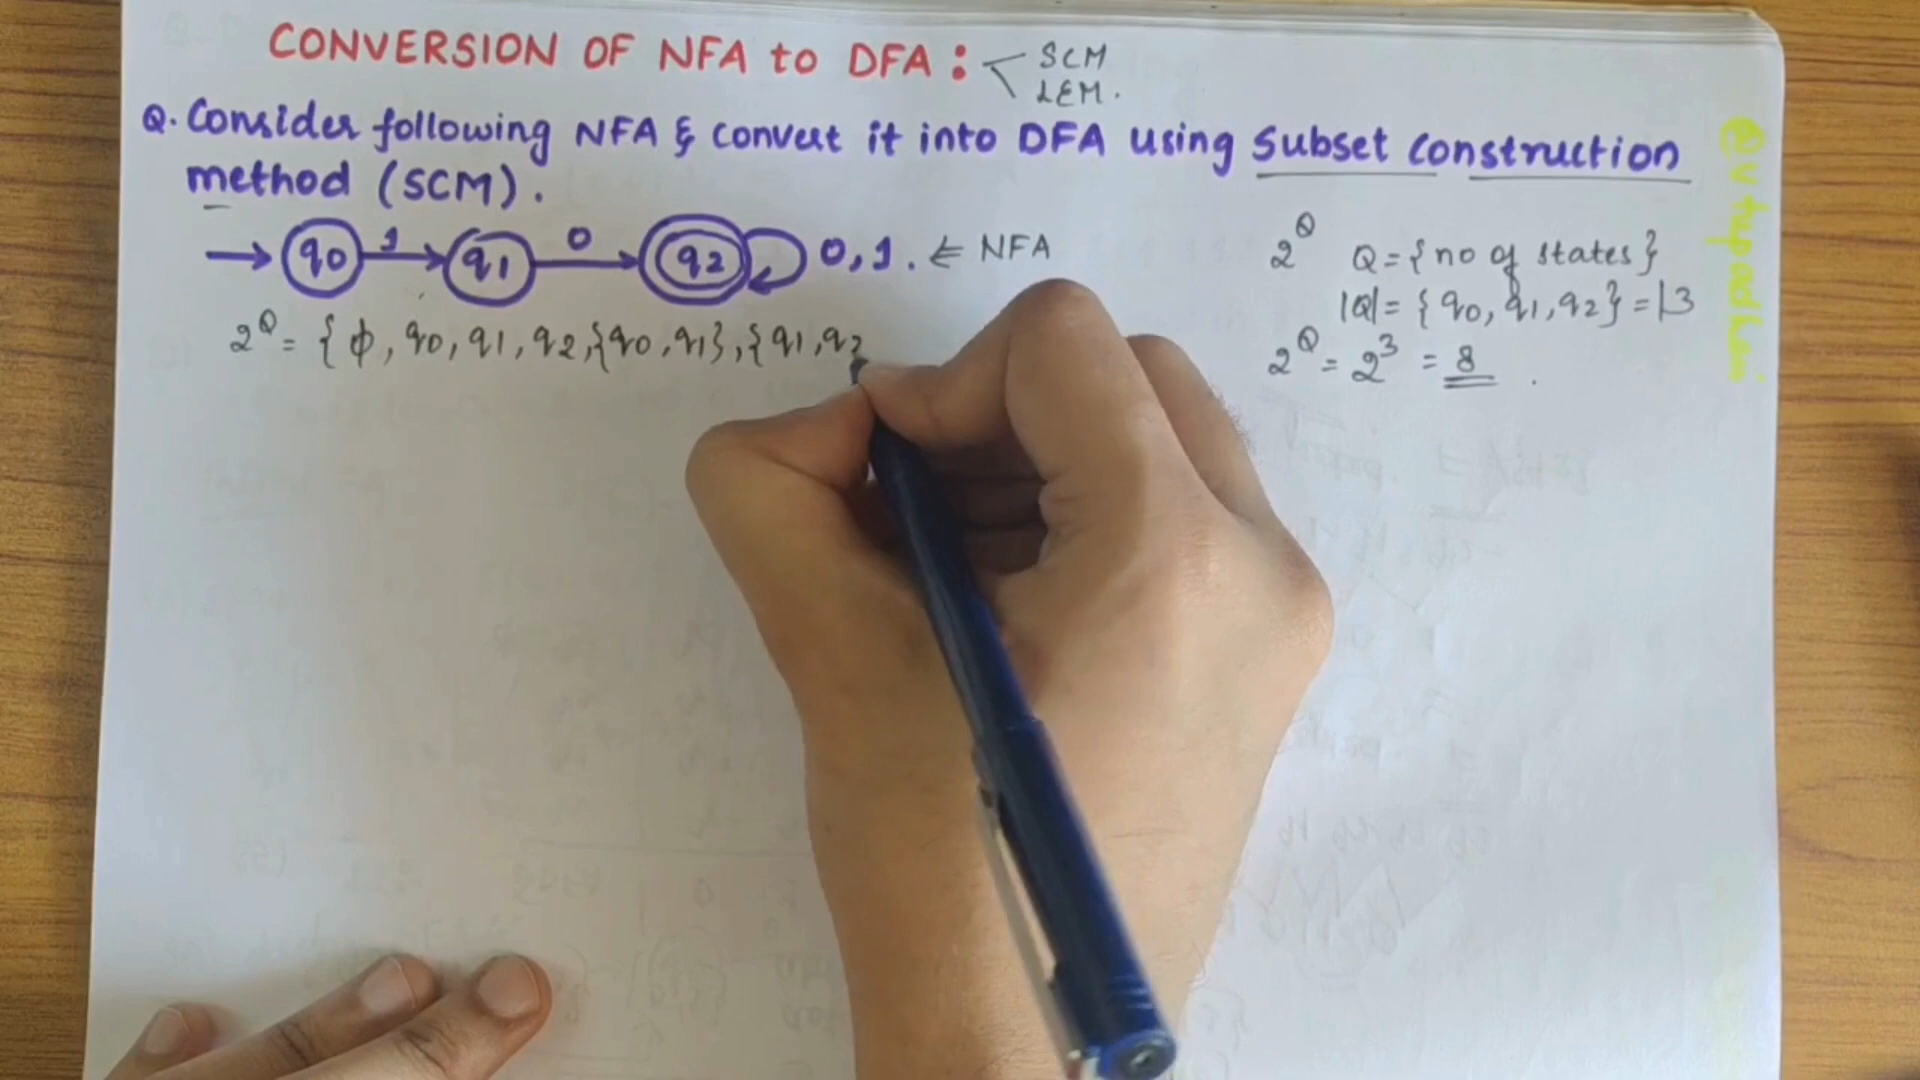 CONVERSION OF NFA to DFA : SCM
LEM.
Q. Consider following NFA & convert it into DFA using Subset construction
method (SCM).
q0 1 q1 0 q2 0,1. ⇐ NFA
2^Q = {ϕ, q0, q1, q2, {q0, q1}, {q1, q2
2^Q Q = {no of states}
|Q| = {q0, q1, q2} = |3
2^Q = 2^3 = 8 .